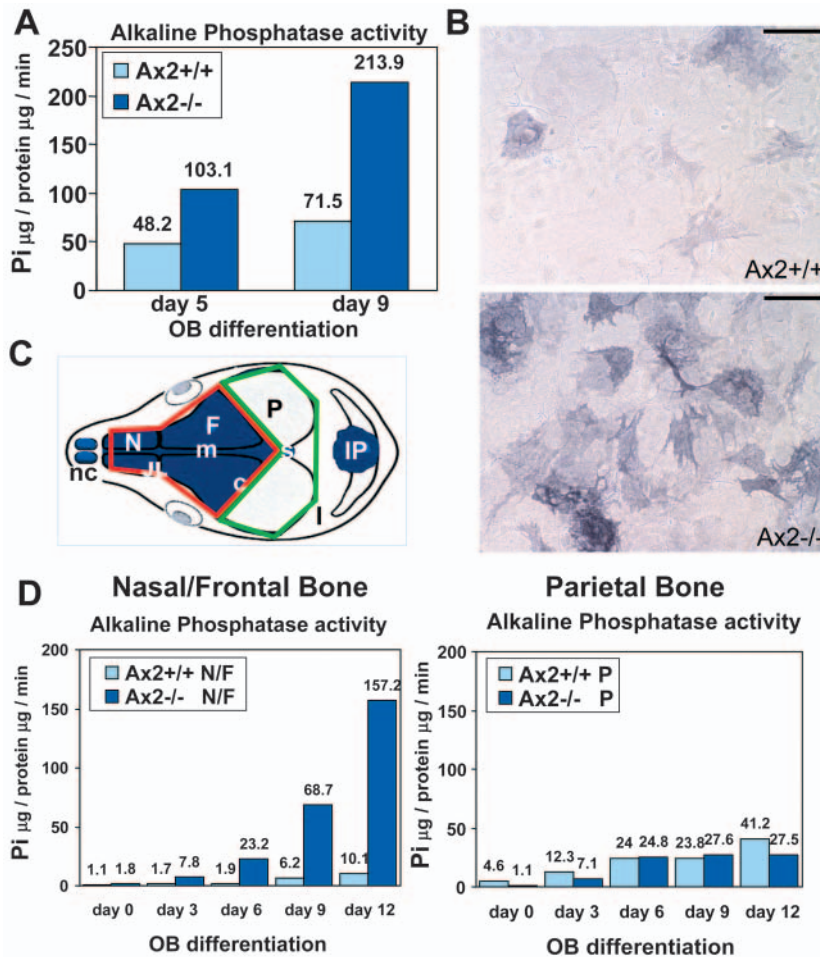 A
Alkaline Phosphatase activity
Pi µg / protein µg / min
250
200
150
100
50
0
Ax2+/+
Ax2-/-
48.2
103.1
71.5
213.9
day 5
day 9
OB differentiation
B
Ax2+/+
Ax2-/-
C
N
F
m
P
s
IP
nc
JL
c
I
D
Nasal/Frontal Bone
Alkaline Phosphatase activity
Pi µg / protein µg / min
200
150
100
50
0
Ax2+/+ N/F
Ax2-/- N/F
1.1
1.8
1.7
7.8
1.9
23.2
6.2
68.7
10.1
157.2
day 0
day 3
day 6
day 9
day 12
OB differentiation
Parietal Bone
Alkaline Phosphatase activity
Pi µg / protein µg / min
200
150
100
50
0
Ax2+/+ P
Ax2-/- P
4.6
1.1
12.3
7.1
24
24.8
23.8
27.6
41.2
27.5
day 0
day 3
day 6
day 9
day 12
OB differentiation